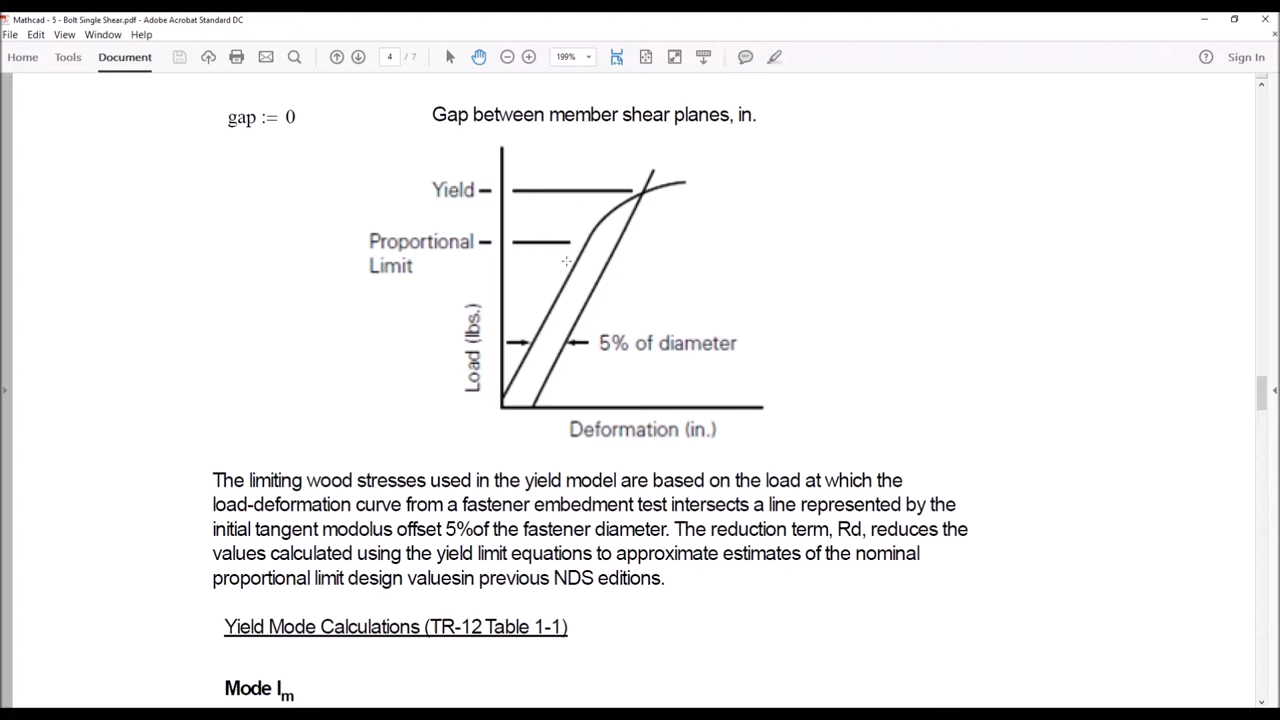 Mathcad - 5 - Bolt Single Shear.pdf - Adobe Acrobat Standard DC
File Edit View Window Help
Home Tools Document 4 / 7 199% Sign In
gap := 0 Gap between member shear planes, in.
Yield
Proportional
Limit
Load (lbs.)
5% of diameter
Deformation (in.)
The limiting wood stresses used in the yield model are based on the load at which the
load-deformation curve from a fastener embedment test intersects a line represented by the
initial tangent modolus offset 5%of the fastener diameter. The reduction term, Rd, reduces the
values calculated using the yield limit equations to approximate estimates of the nominal
proportional limit design valuesin previous NDS editions.
Yield Mode Calculations (TR-12 Table 1-1)
Mode Im